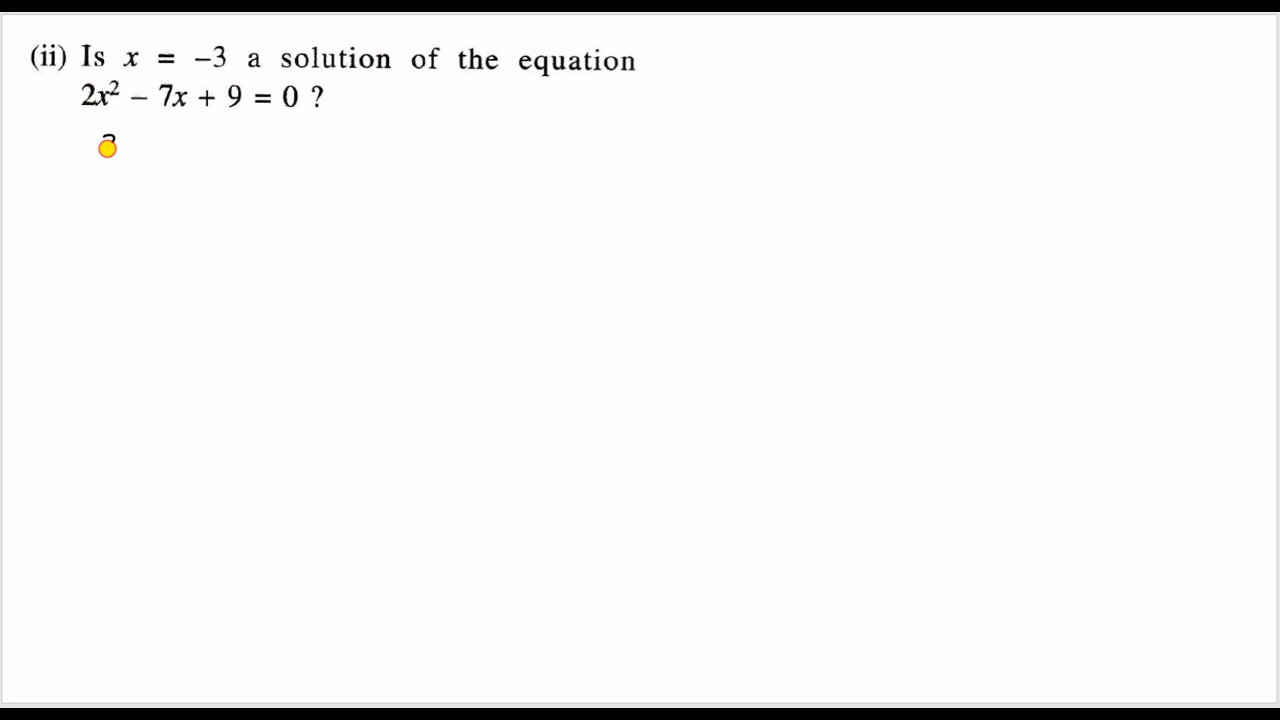 (ii) Is x = −3 a solution of the equation
2x² − 7x + 9 = 0 ?